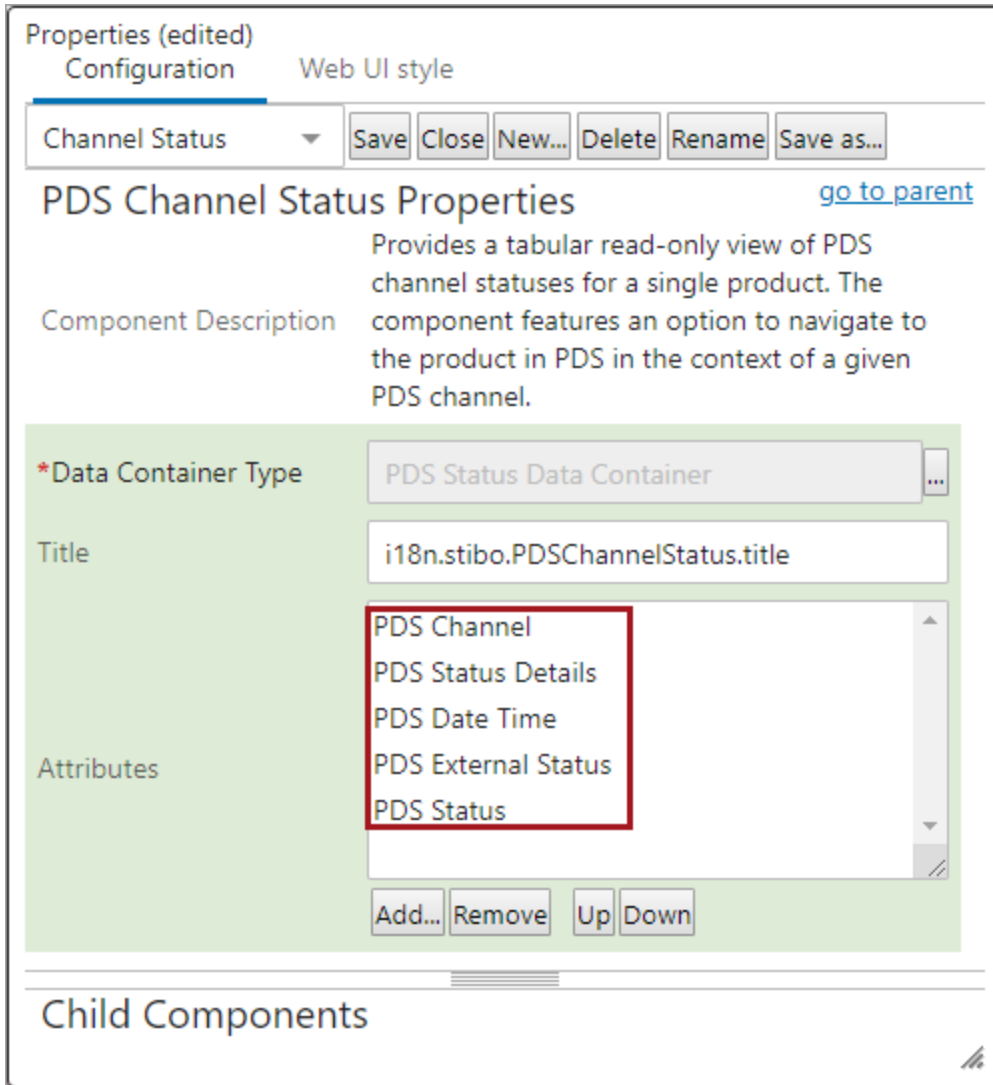 Properties (edited)
Configuration Web UI style
Channel Status Save Close New... Delete Rename Save as...
PDS Channel Status Properties go to parent
Provides a tabular read-only view of PDS
channel statuses for a single product. The
Component Description component features an option to navigate to
the product in PDS in the context of a given
PDS channel.
*Data Container Type PDS Status Data Container ...
Title i18n.stibo.PDSChannelStatus.title
PDS Channel
PDS Status Details
PDS Date Time
Attributes PDS External Status
PDS Status
Add... Remove Up Down
Child Components